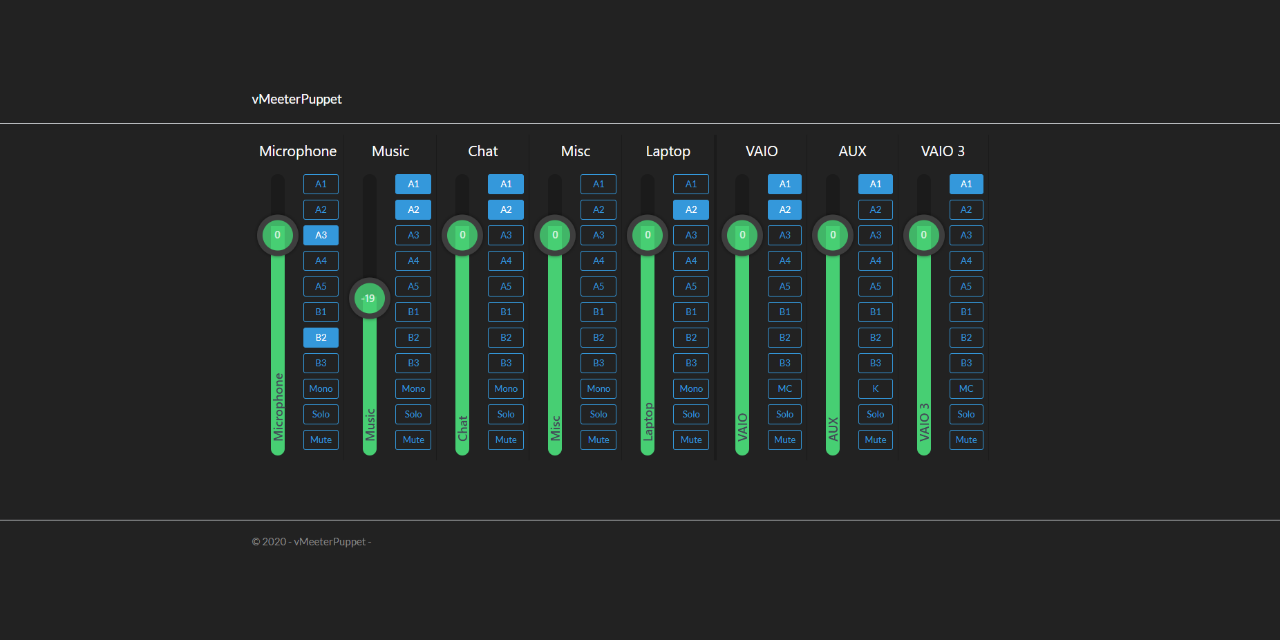 vMeeterPuppet
Microphone Music Chat Misc Laptop VAIO AUX VAIO 3
A1 A1 A1 A1 A1 A1 A1 A1
A2 A2 A2 A2 A2 A2 A2 A2
0 A3 A3 0 A3 0 A3 0 A3 0 A3 0 A3 0 A3
A4 A4 A4 A4 A4 A4 A4 A4
A5 A5 A5 A5 A5 A5 A5 A5
B1 -19 B1 B1 B1 B1 B1 B1 B1
B2 B2 B2 B2 B2 B2 B2 B2
B3 B3 B3 B3 B3 B3 B3 B3
Mono Mono Mono Mono Mono MC K MC
Solo Solo Solo Solo Solo Solo Solo Solo
Mute Mute Mute Mute Mute Mute Mute Mute
Microphone Music Chat Misc Laptop VAIO AUX VAIO 3
© 2020 - vMeeterPuppet -